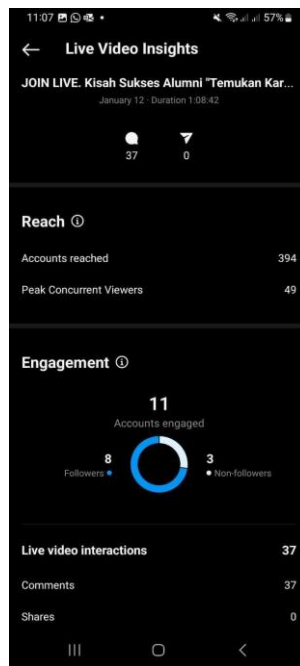 11:07 57%
Live Video Insights
JOIN LIVE. Kisah Sukses Alumni "Temukan Kar...
January 12 · Duration 1:08:42
37 0
Reach
Accounts reached 394
Peak Concurrent Viewers 49
Engagement
11
Accounts engaged
8 3
Followers Non-followers
Live video interactions 37
Comments 37
Shares 0